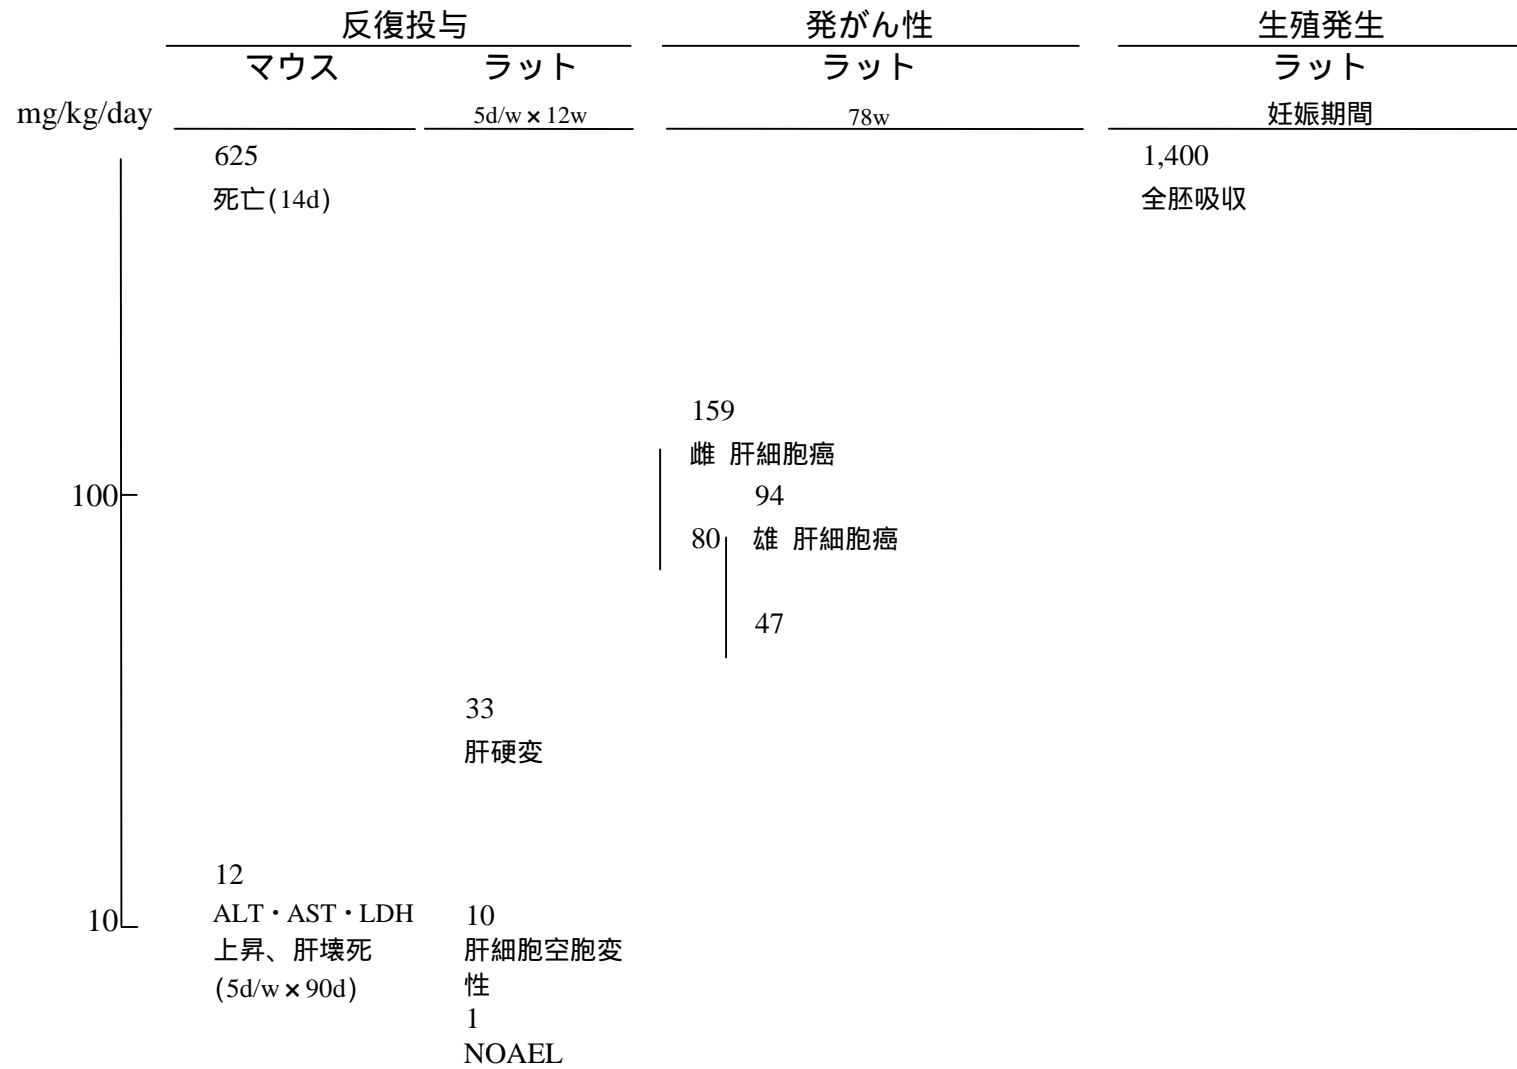 反復投与 発がん性 生殖発生
マウス ラット ラット ラット
mg/kg/day 5d/w×12w 78w 妊娠期間
625 1,400
死亡(14d) 全胚吸収
159
雌 肝細胞癌
100 94
80 雄 肝細胞癌
47
33
肝硬変
12
ALT・AST・LDH 10
10 上昇、肝壊死 肝細胞空胞変
(5d/w×90d) 性
1
NOAEL